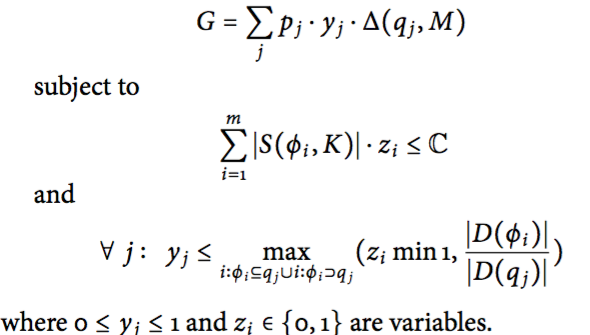 G = ∑_j p_j · y_j · Δ(q_j, M)
subject to
∑_{i=1}^{m} |S(ϕ_i, K)| · z_i ≤ ℂ
and
∀ j : y_j ≤ max_{i:ϕ_i⊆q_j∪i:ϕ_i⊃q_j} (z_i min 1, |D(ϕ_i)| / |D(q_j)|)
where 0 ≤ y_j ≤ 1 and z_i ∈ {0, 1} are variables.